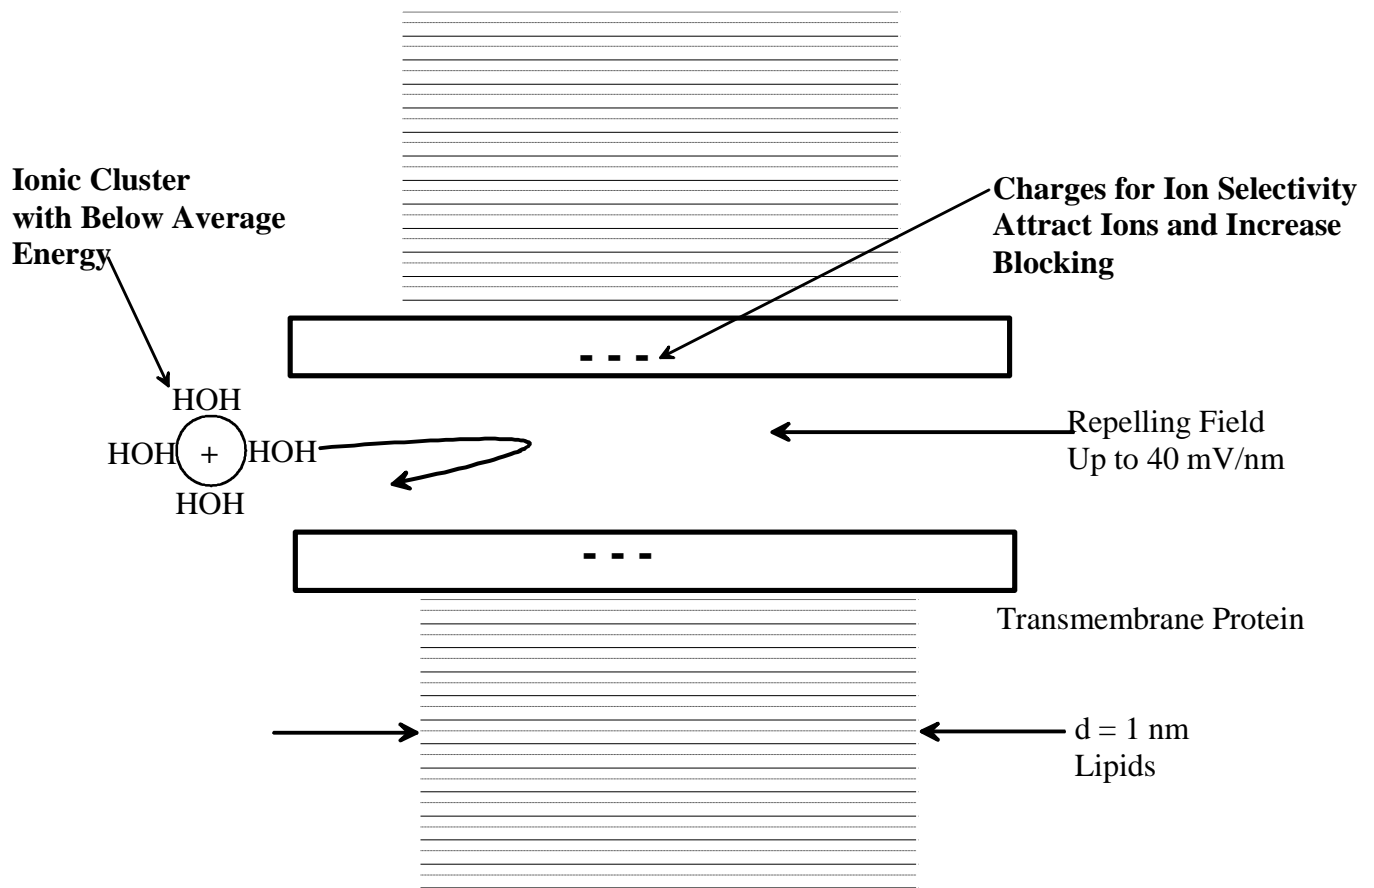 Ionic Cluster
with Below Average
Energy
Charges for Ion Selectivity
Attract Ions and Increase
Blocking
- - -
HOH
HOH + HOH
HOH
Repelling Field
Up to 40 mV/nm
- - -
Transmembrane Protein
d = 1 nm
Lipids